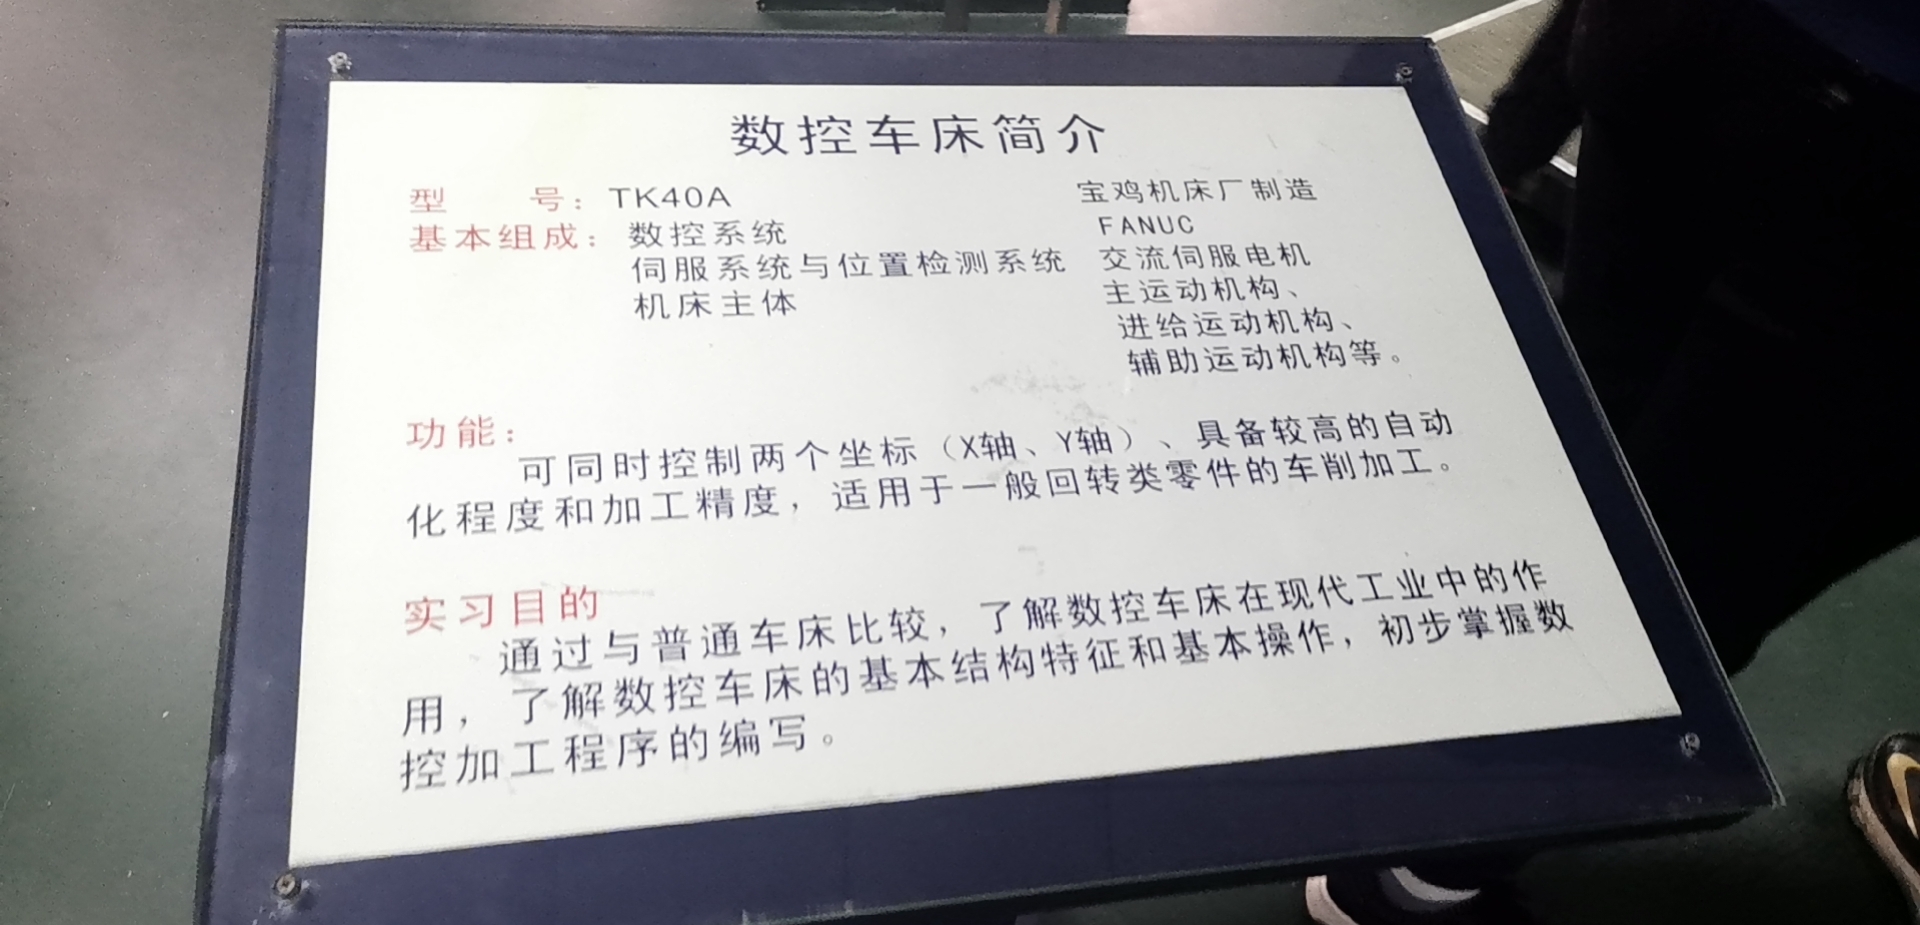 数控车床简介
型 号：TK40A 宝鸡机床厂制造
基本组成：数控系统 FANUC
伺服系统与位置检测系统 交流伺服电机
机床主体 主运动机构、
进给运动机构、
辅助运动机构等。
功能：
可同时控制两个坐标（X轴、Y轴）、具备较高的自动
化程度和加工精度，适用于一般回转类零件的车削加工。
实习目的
通过与普通车床比较，了解数控车床在现代工业中的作
用，了解数控车床的基本结构特征和基本操作，初步掌握数
控加工程序的编写。